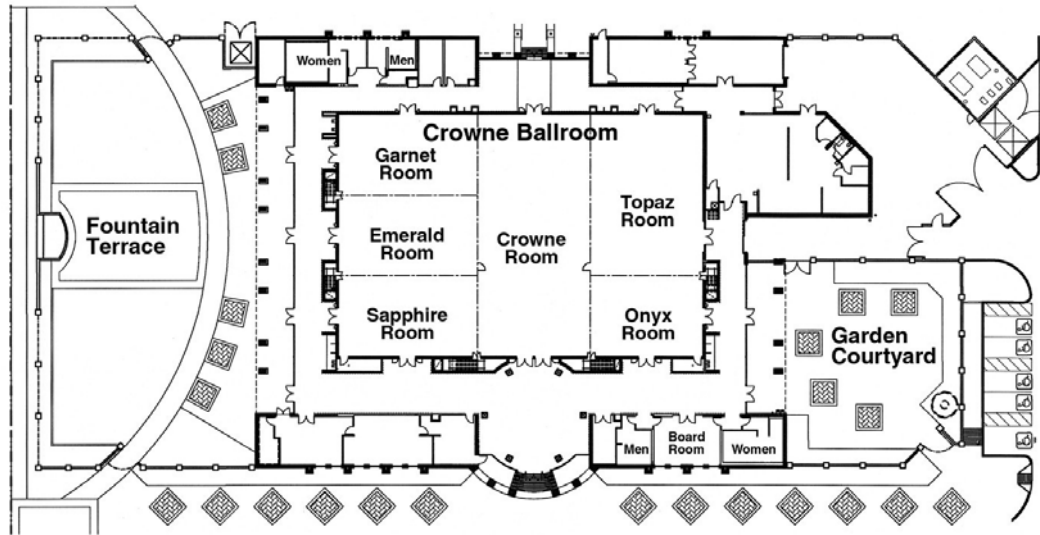 Women
Men
Crowne Ballroom
Garnet
Room
Topaz
Room
Fountain
Terrace
Emerald
Room
Crowne
Room
Sapphire
Room
Onyx
Room
Garden
Courtyard
Men
Board
Room
Women